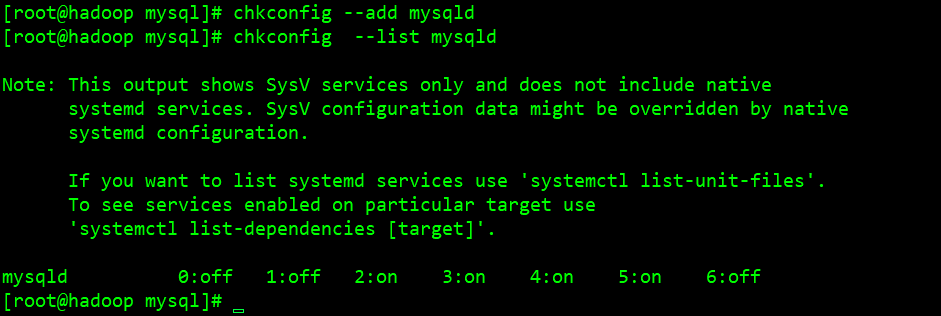 [root@hadoop mysql]# chkconfig --add mysqld
[root@hadoop mysql]# chkconfig  --list mysqld
Note: This output shows SysV services only and does not include native
      systemd services. SysV configuration data might be overridden by native
      systemd configuration.
      If you want to list systemd services use 'systemctl list-unit-files'.
      To see services enabled on particular target use
      'systemctl list-dependencies [target]'.
mysqld          0:off   1:off   2:on    3:on    4:on    5:on    6:off
[root@hadoop mysql]#